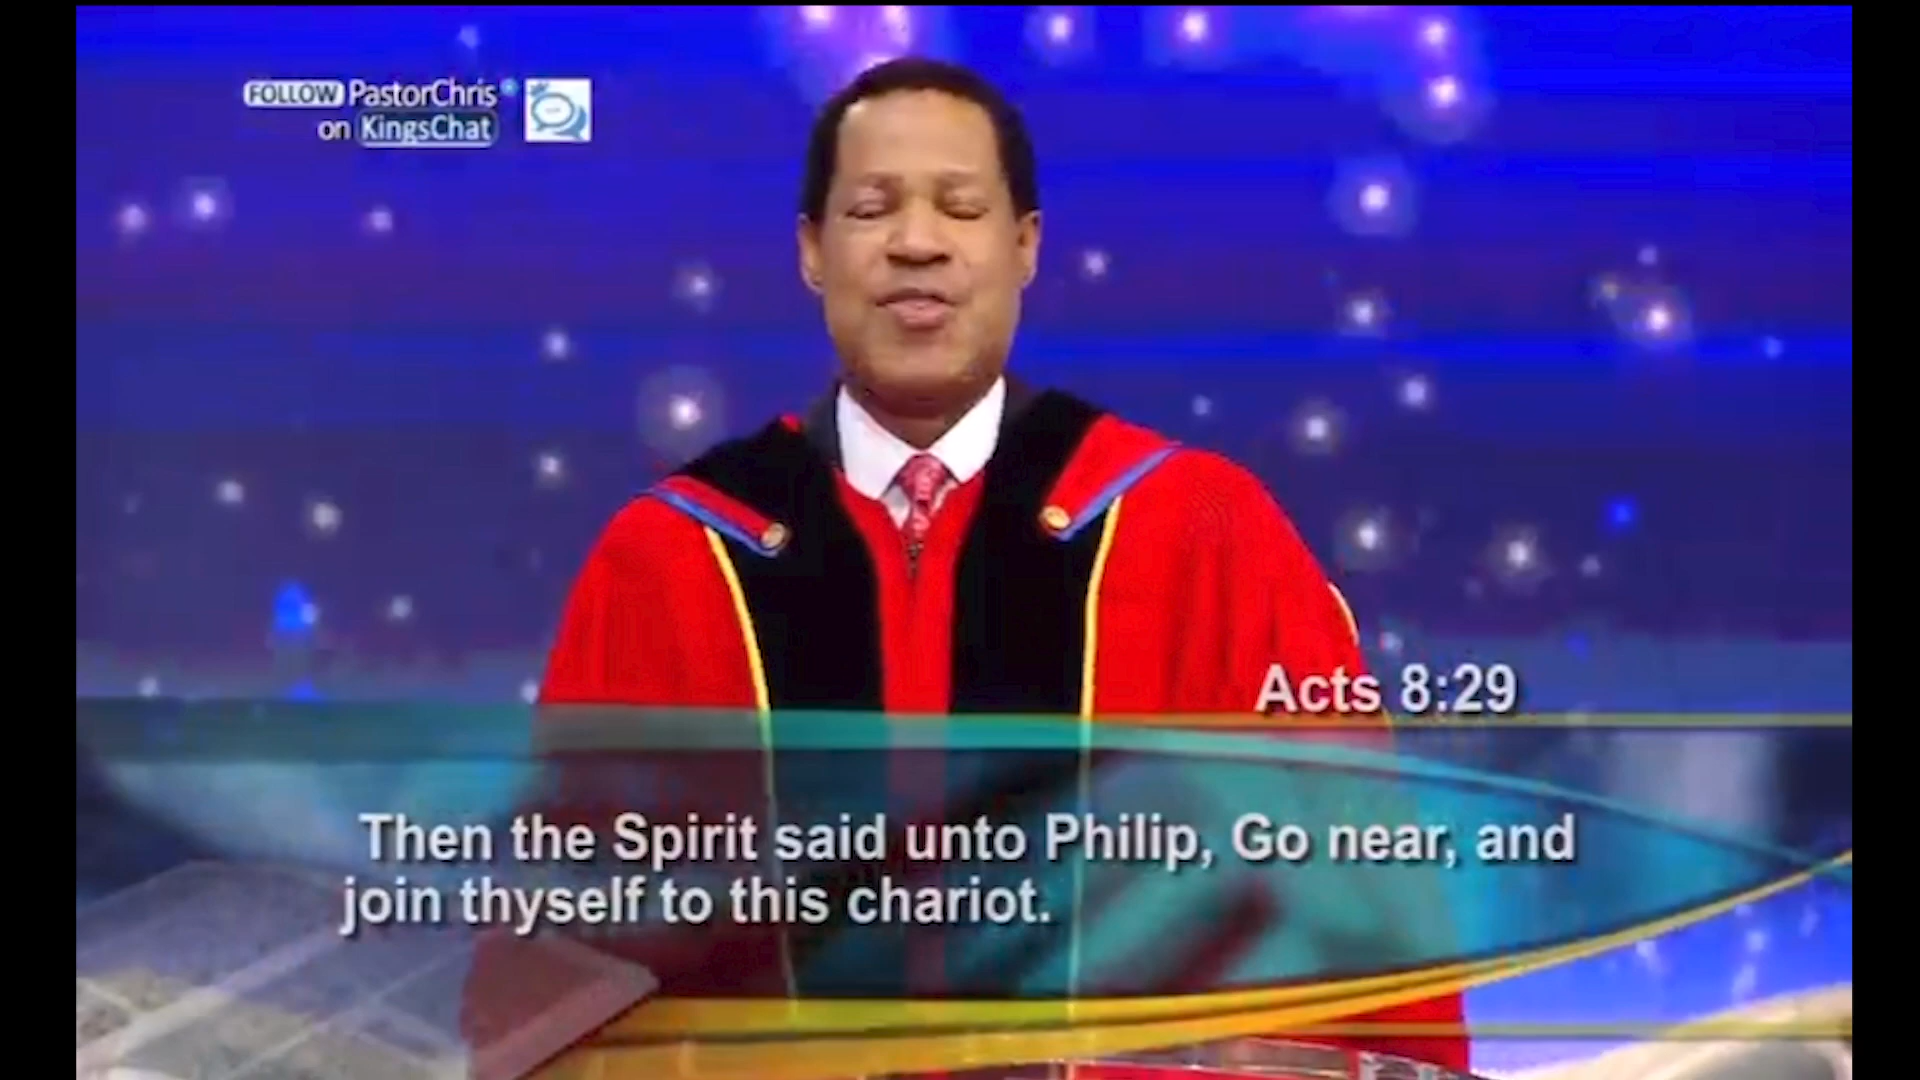 FOLLOW PastorChris
on KingsChat
Acts 8:29
Then the Spirit said unto Philip, Go near, and
join thyself to this chariot.